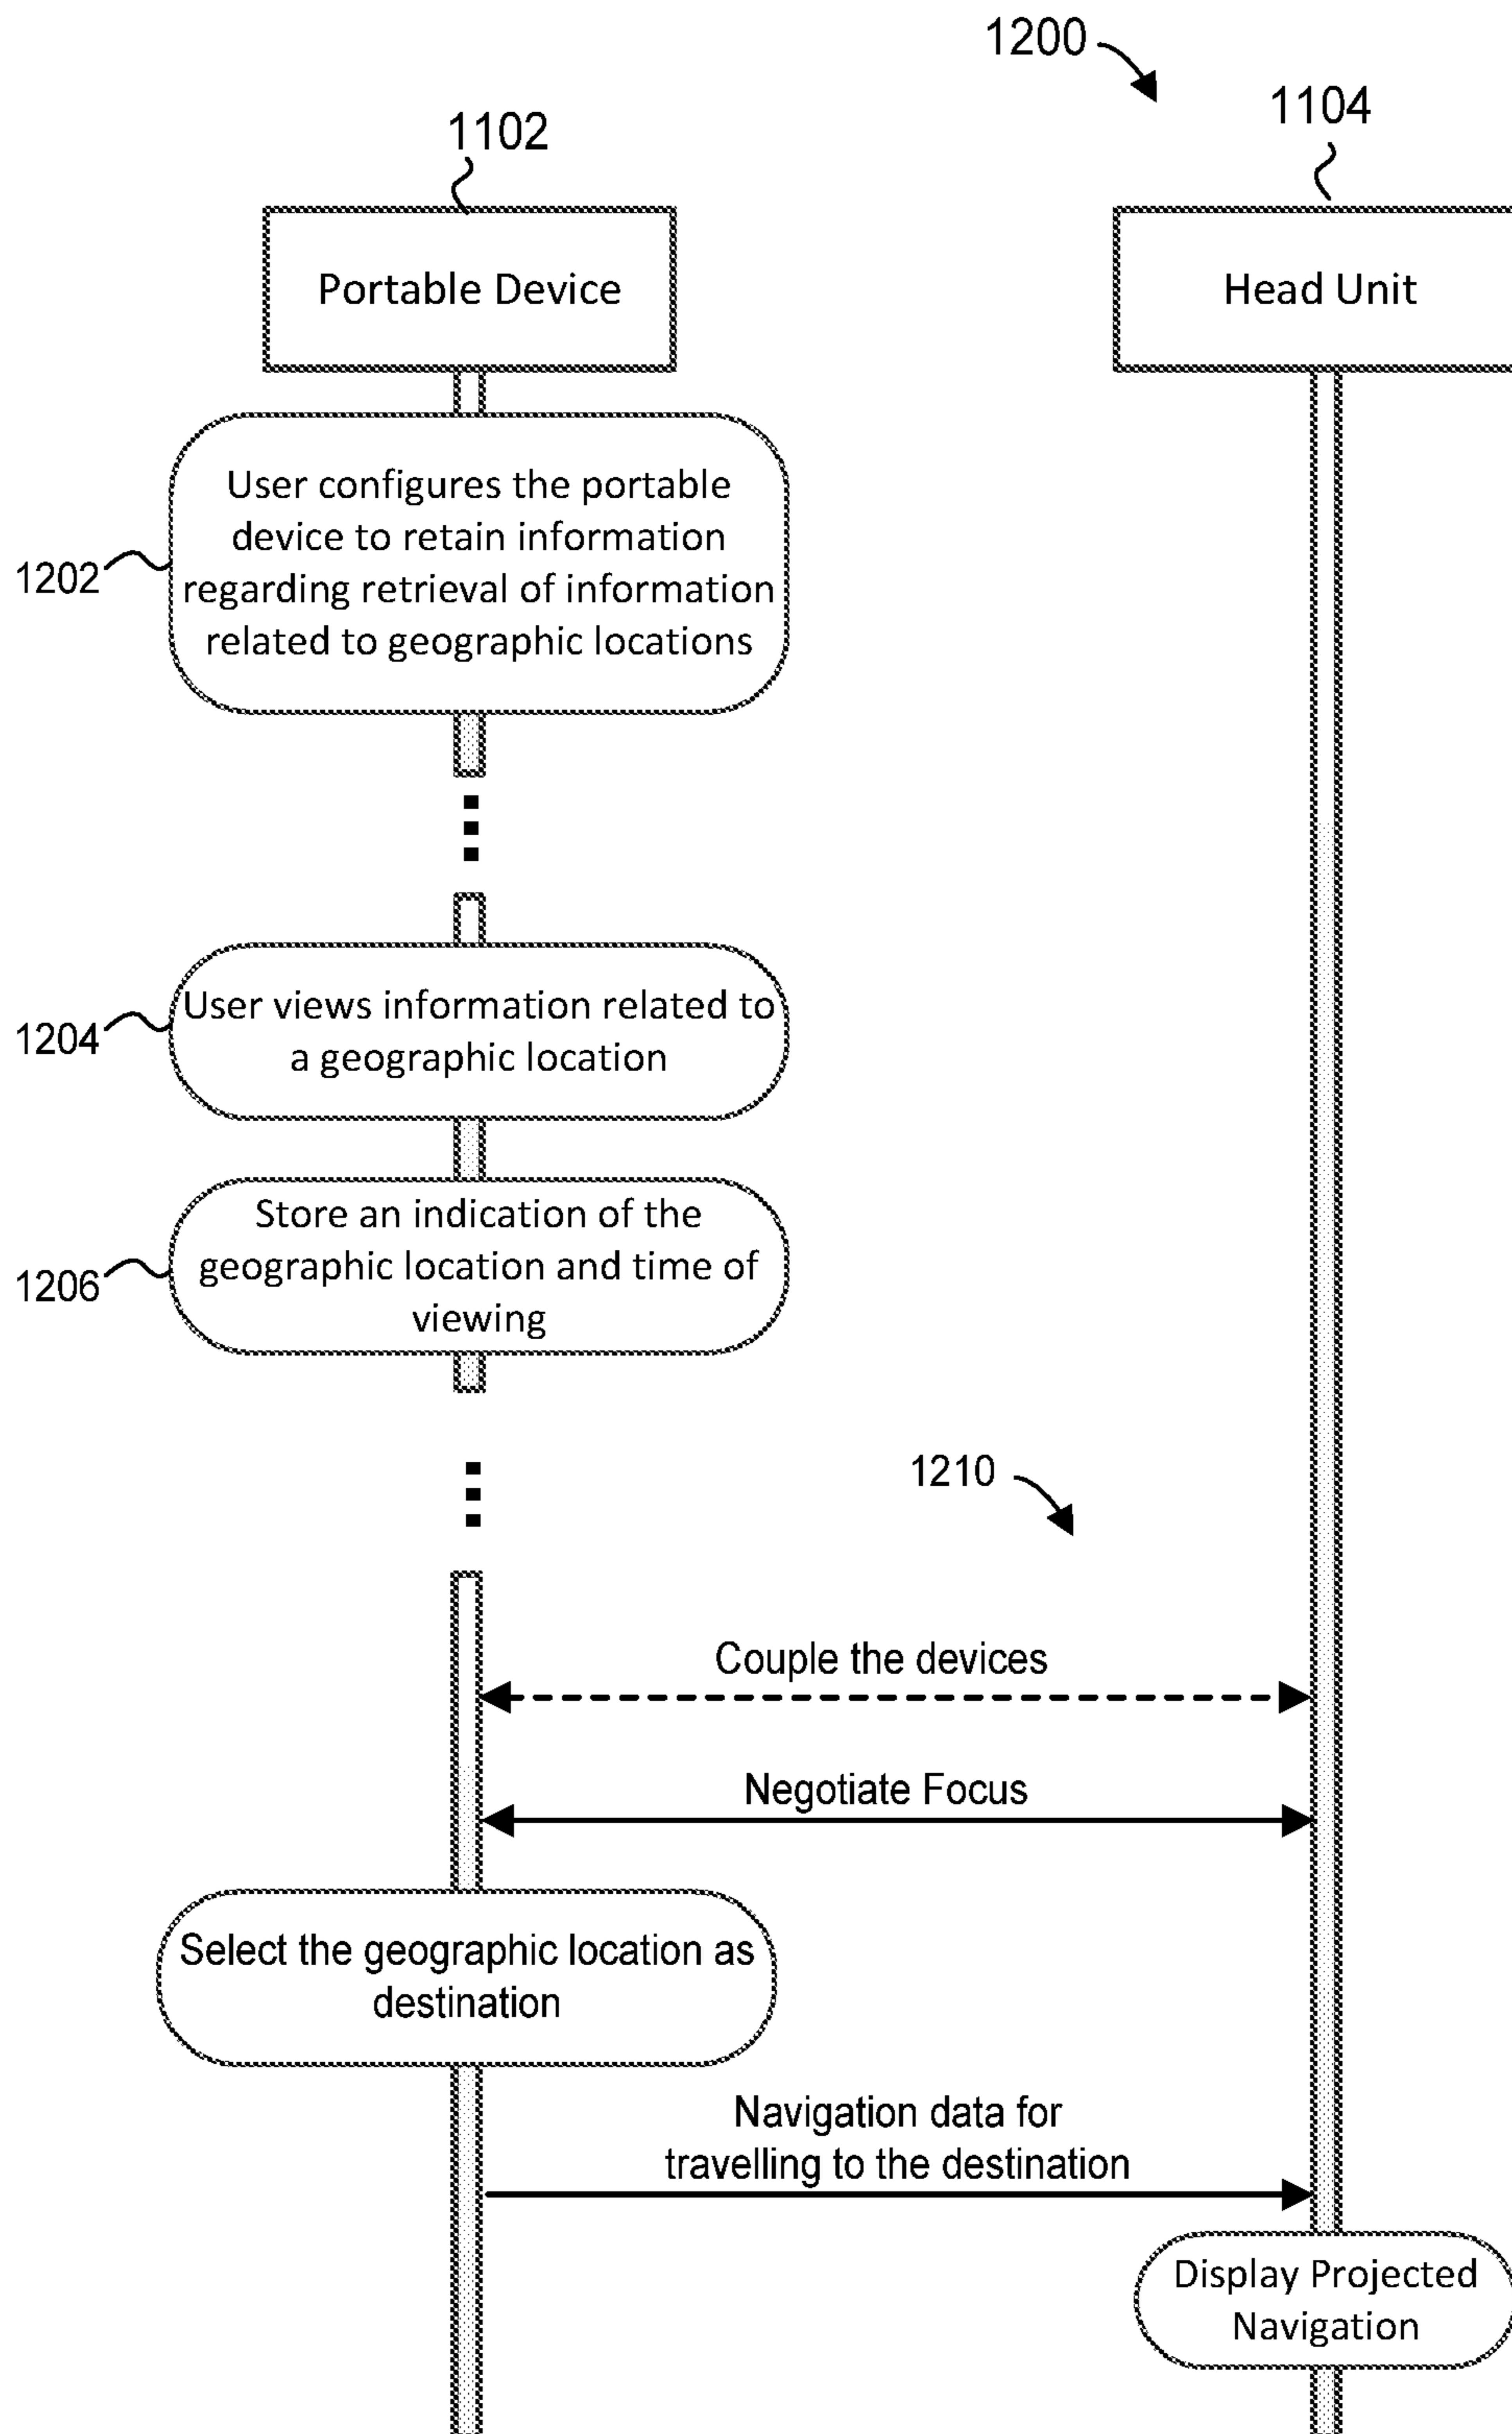 1200
1102
1104
Portable Device
Head Unit
User configures the portable
device to retain information
regarding retrieval of information
related to geographic locations
1202
User views information related to
a geographic location
1204
Store an indication of the
geographic location and time of
viewing
1206
1210
Couple the devices
Negotiate Focus
Select the geographic location as
destination
Navigation data for
travelling to the destination
Display Projected
Navigation